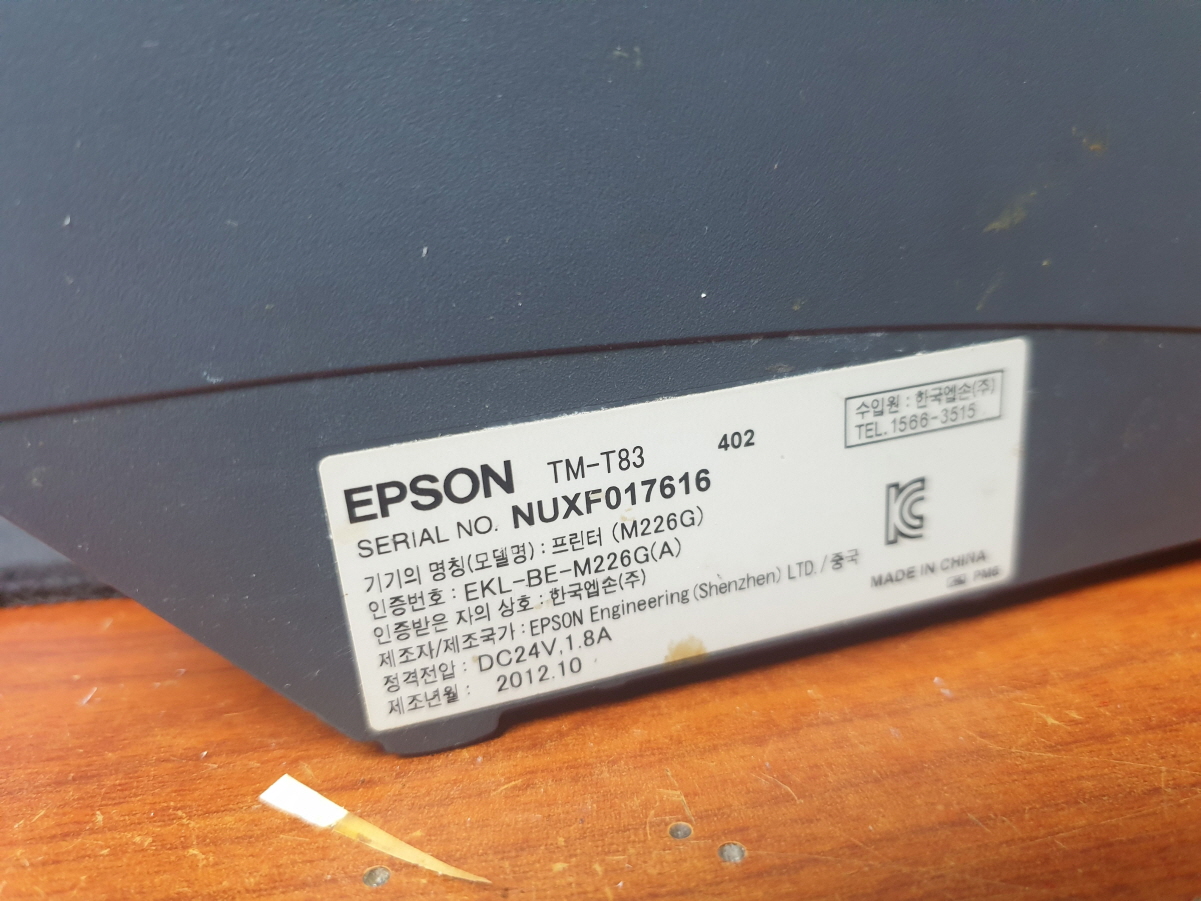 EPSON TM-T83 402
수입원 : 한국엡손(주)
TEL.1566-3515
SERIAL NO. NUXF017616
기기의 명칭(모델명) : 프린터 (M226G)
인증번호 : EKL-BE-M226G(A)
인증받은 자의 상호 : 한국엡손(주)
제조자/제조국가 : EPSON Engineering (Shenzhen) LTD. / 중국
정격전압 : DC24V, 1.8A
제조년월 : 2012.10
MADE IN CHINA